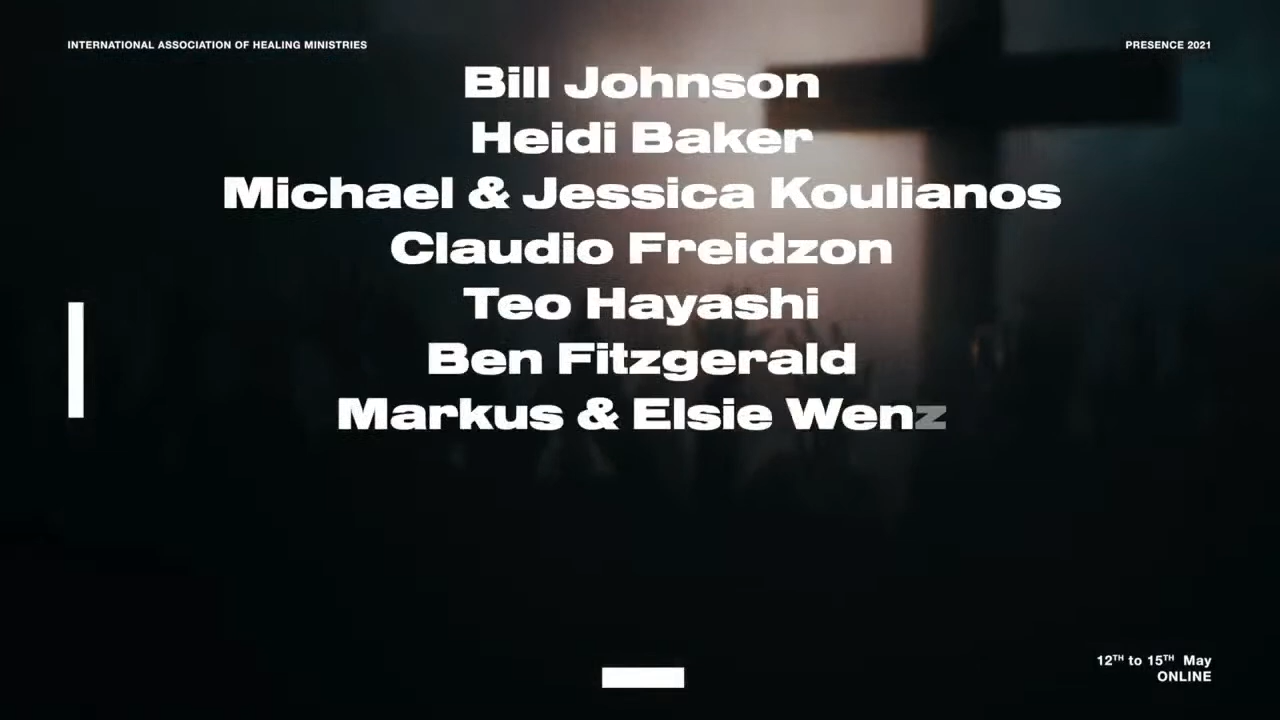 INTERNATIONAL ASSOCIATION OF HEALING MINISTRIES
PRESENCE 2021
Bill Johnson
Heidi Baker
Michael & Jessica Koulianos
Claudio Freidzon
Teo Hayashi
Ben Fitzgerald
Markus & Elsie Wenz
12TH to 15TH May
ONLINE